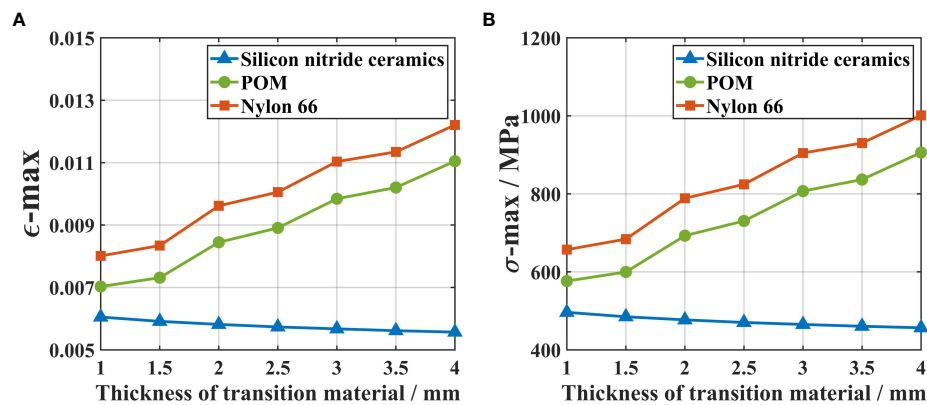 A
0.015
0.013
0.011
0.009
0.007
0.005
ϵ-max
Silicon nitride ceramics
POM
Nylon 66
1 1.5 2 2.5 3 3.5 4
Thickness of transition material / mm
B
1200
1000
800
600
400
σ-max / MPa
Silicon nitride ceramics
POM
Nylon 66
1 1.5 2 2.5 3 3.5 4
Thickness of transition material / mm